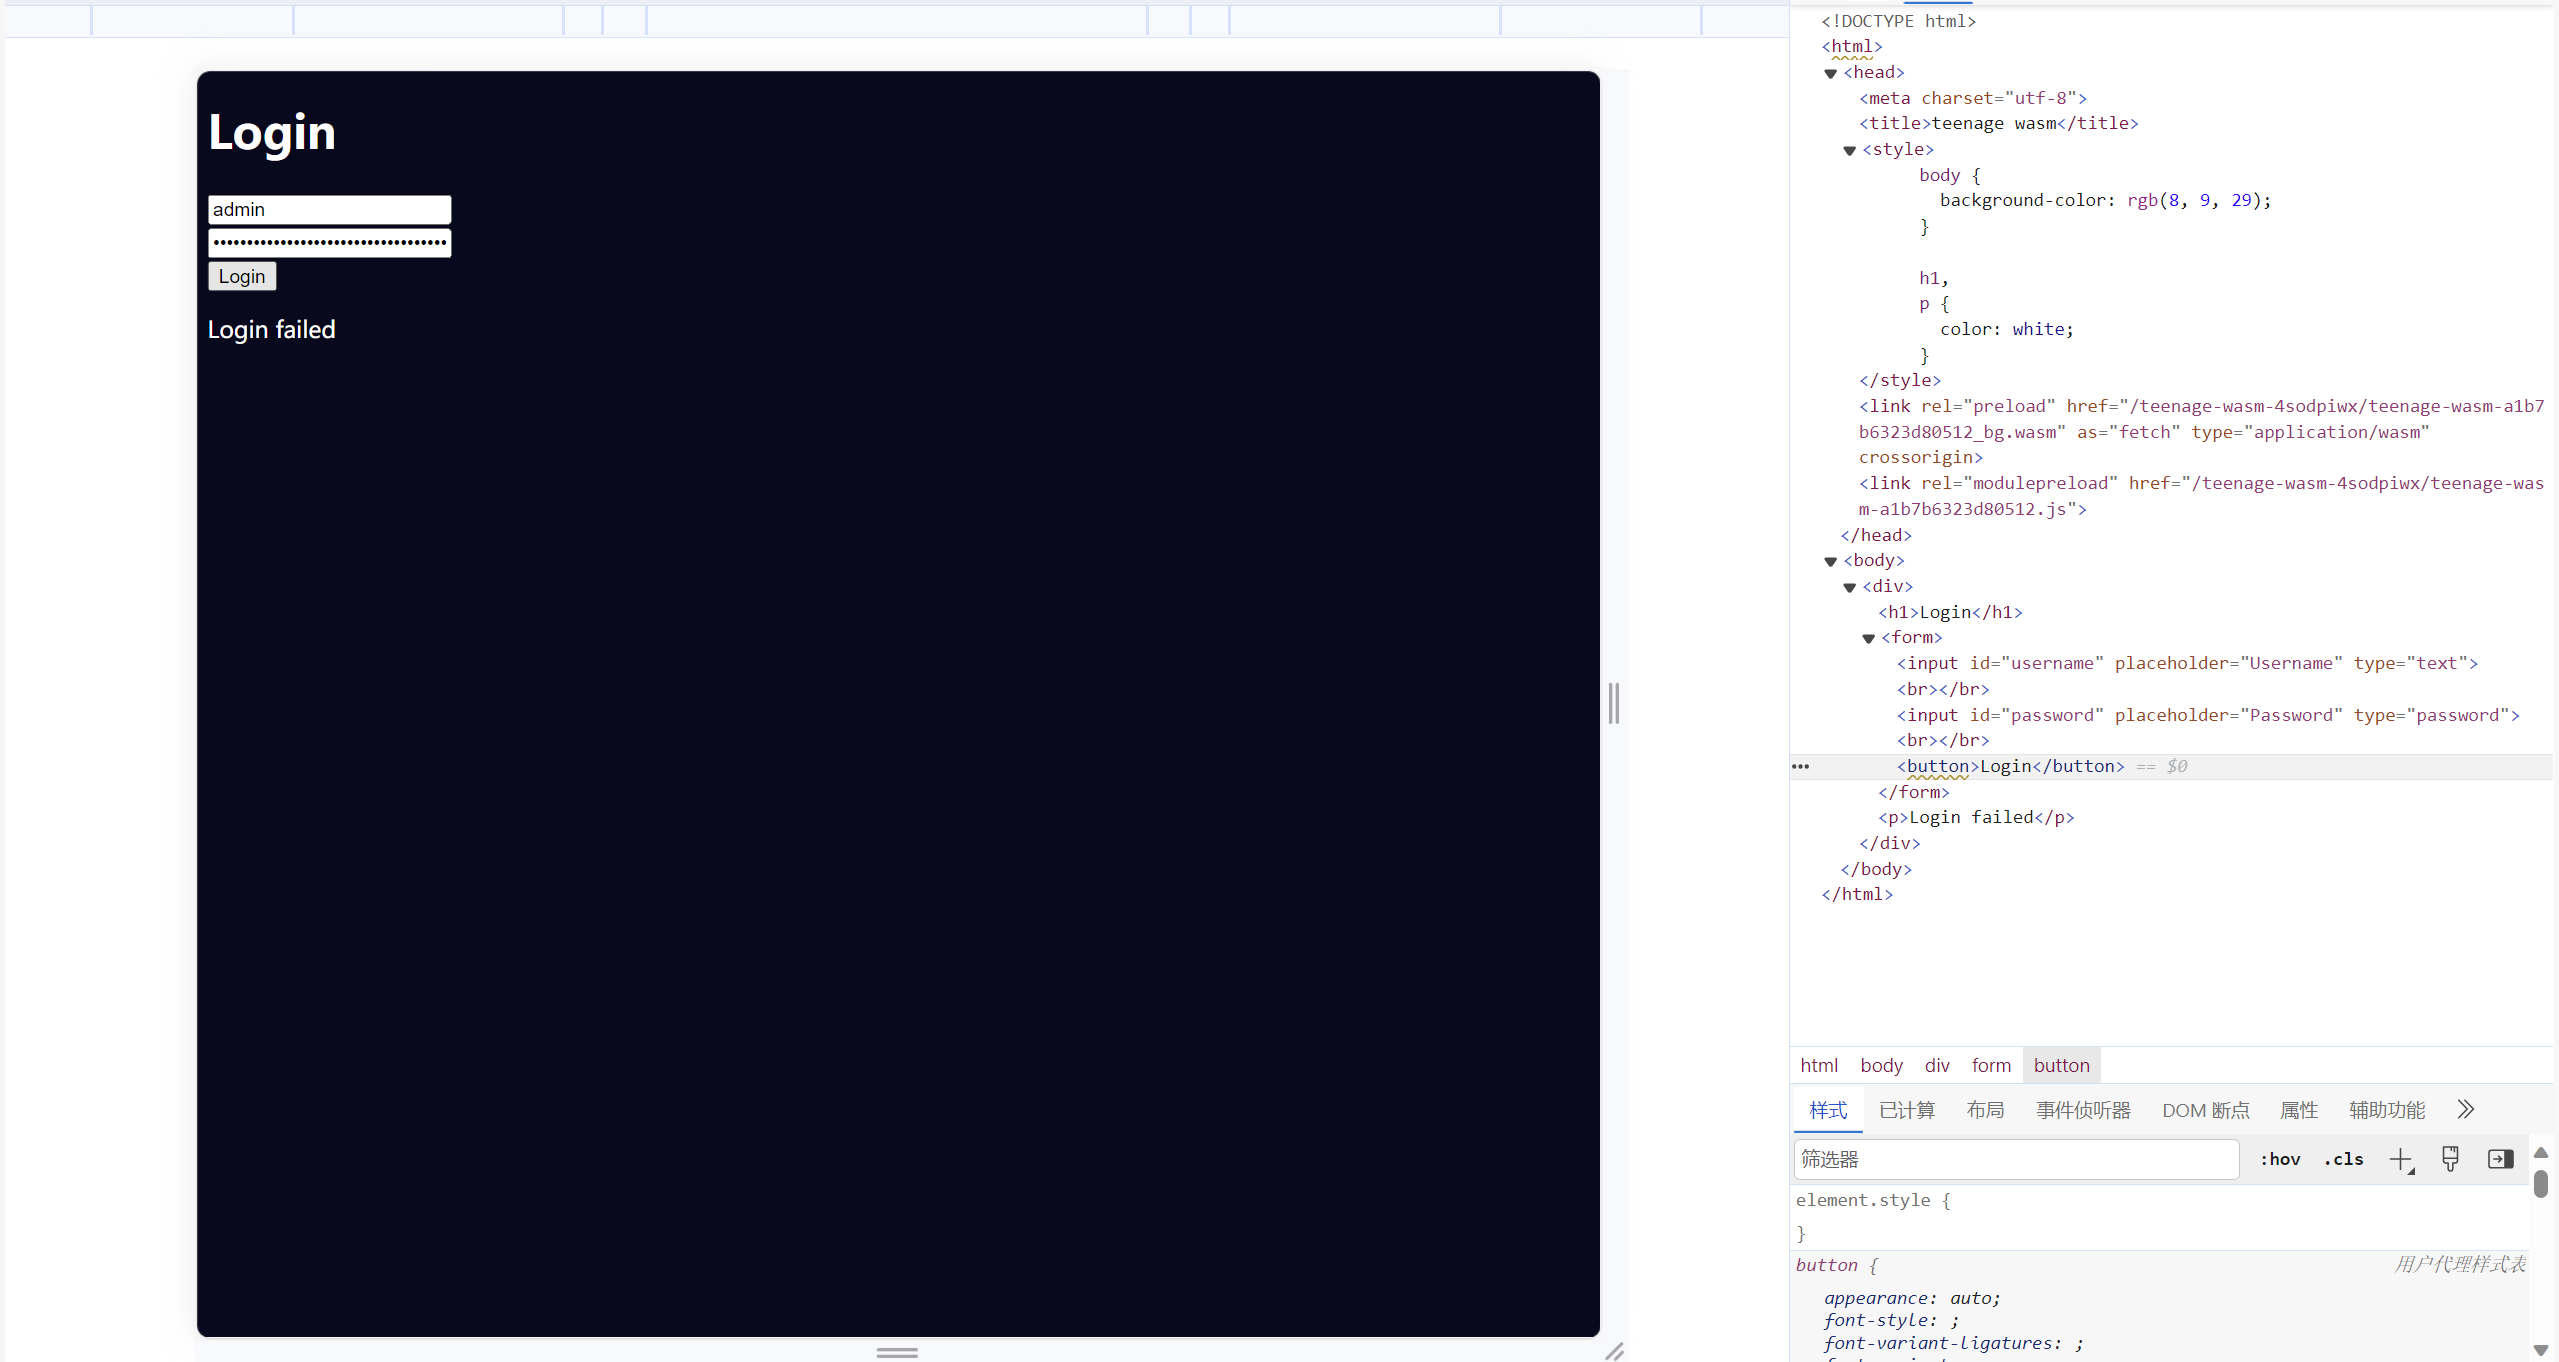 Login
admin
Login
Login failed
<!DOCTYPE html>
<html>
<head>
<meta charset="utf-8">
<title>teenage wasm</title>
<style>
body {
background-color: rgb(8, 9, 29);
}
h1,
p {
color: white;
}
</style>
<link rel="preload" href="/teenage-wasm-4sodpiwx/teenage-wasm-a1b7
b6323d80512_bg.wasm" as="fetch" type="application/wasm"
crossorigin>
<link rel="modulepreload" href="/teenage-wasm-4sodpiwx/teenage-was
m-a1b7b6323d80512.js">
</head>
<body>
<div>
<h1>Login</h1>
<form>
<input id="username" placeholder="Username" type="text">
<br></br>
<input id="password" placeholder="Password" type="password">
<br></br>
<button>Login</button> == $0
</form>
<p>Login failed</p>
</div>
</body>
</html>
html body div form button
样式 已计算 布局 事件侦听器 DOM 断点 属性 辅助功能
筛选器 :hov .cls
element.style {
}
button { 用户代理样式表
appearance: auto;
font-style: ;
font-variant-ligatures: ;